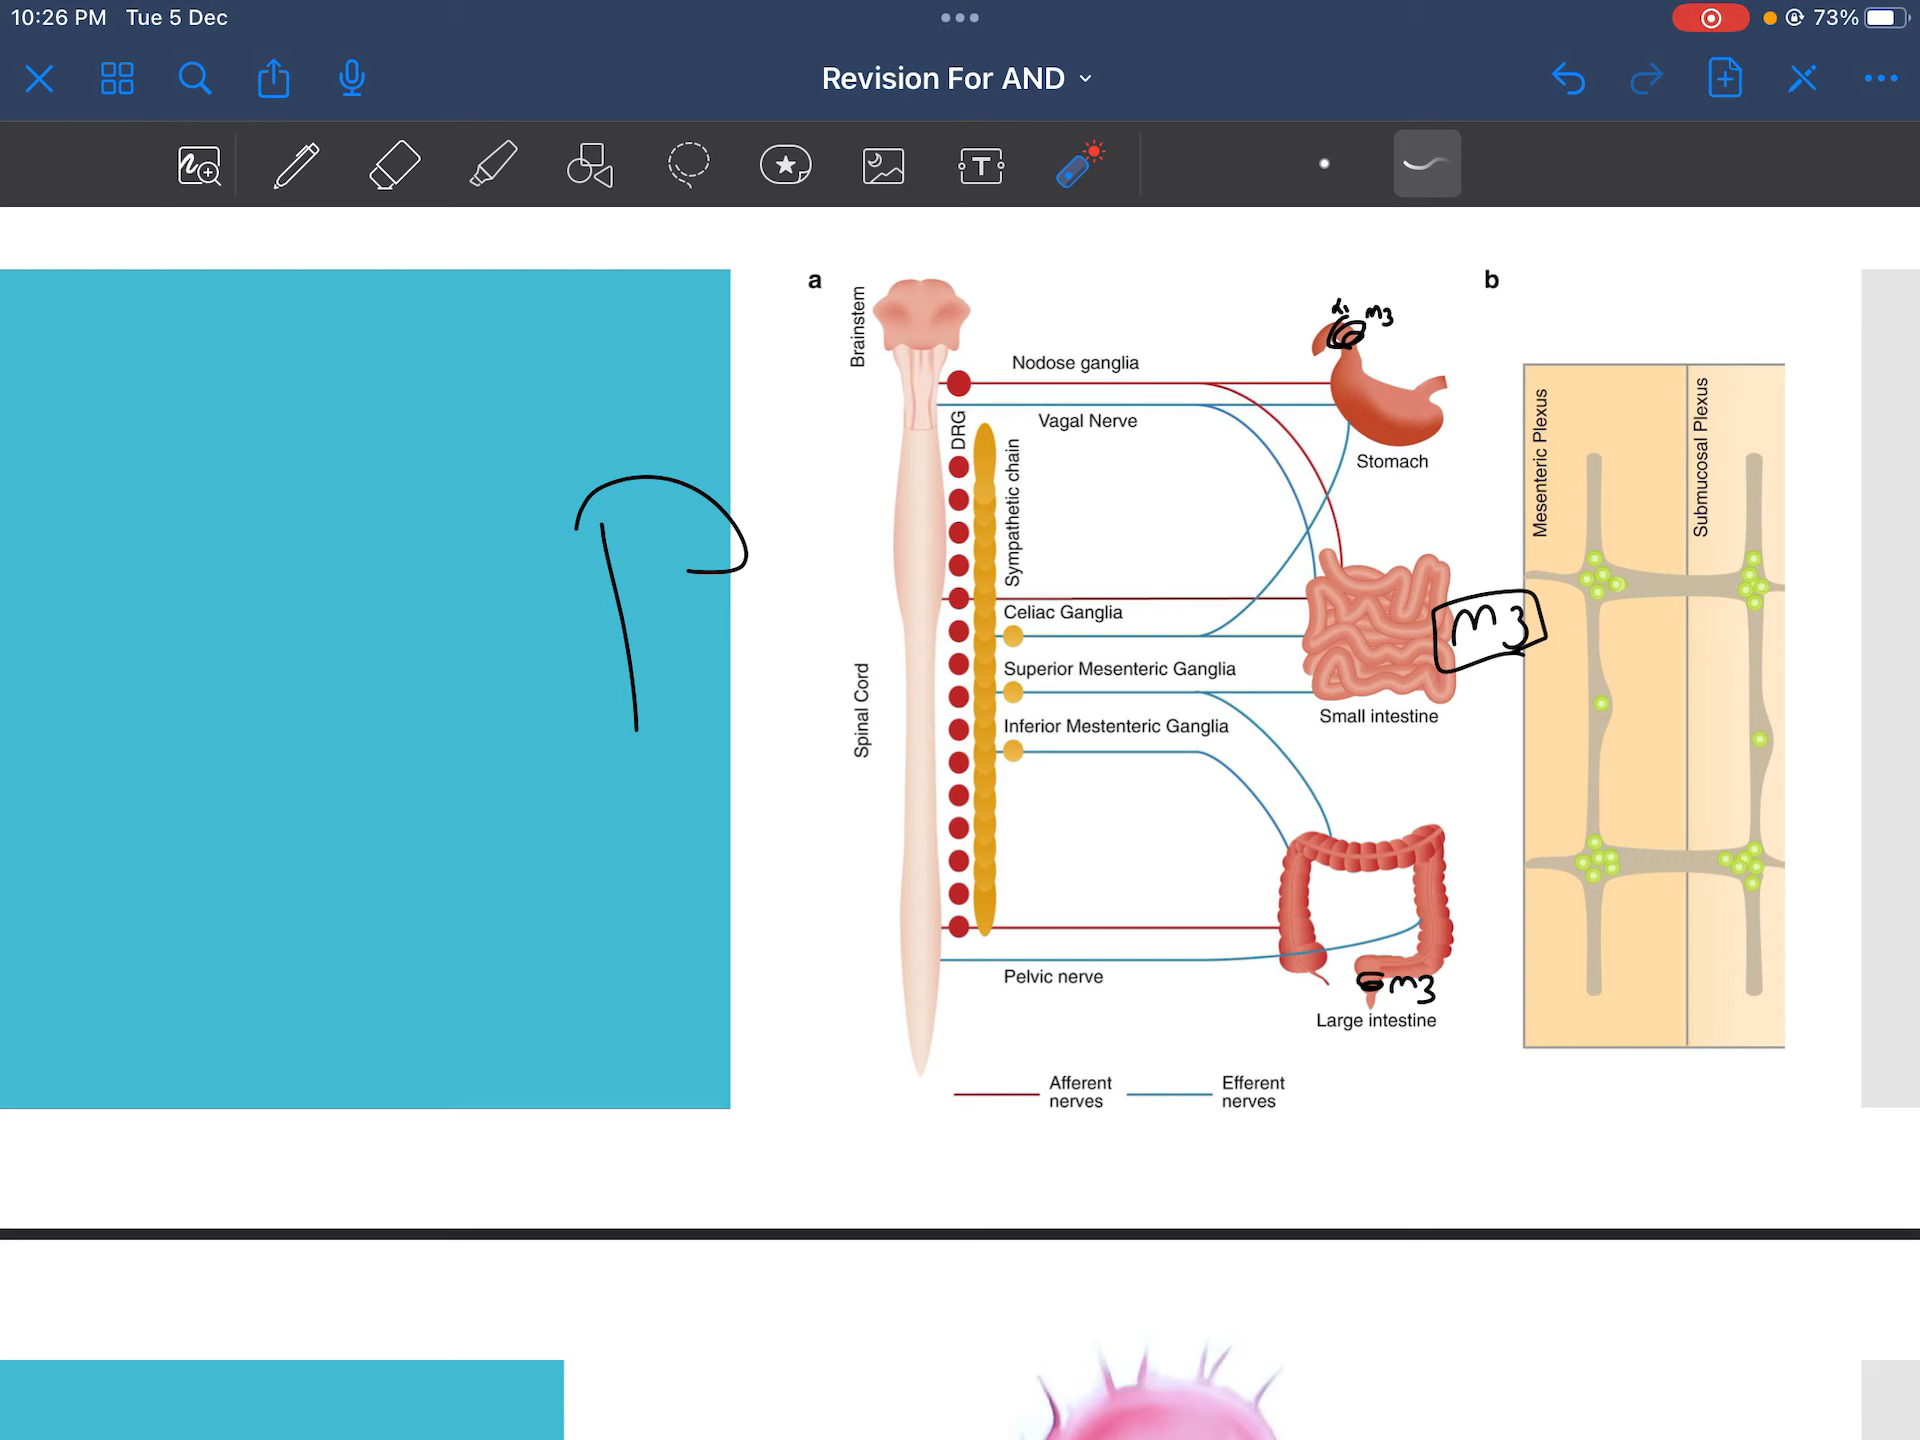 10:26 PM Tue 5 Dec
73%
Revision For AND
T
a
b
Brainstem
α1 M3
Nodose ganglia
Vagal Nerve
DRG
Sympathetic chain
Stomach
Mesenteric Plexus
Submucosal Plexus
P
Celiac Ganglia
M3
Superior Mesenteric Ganglia
Spinal Cord
Small intestine
Inferior Mestenteric Ganglia
Pelvic nerve
M3
Large intestine
Afferent
nerves
Efferent
nerves